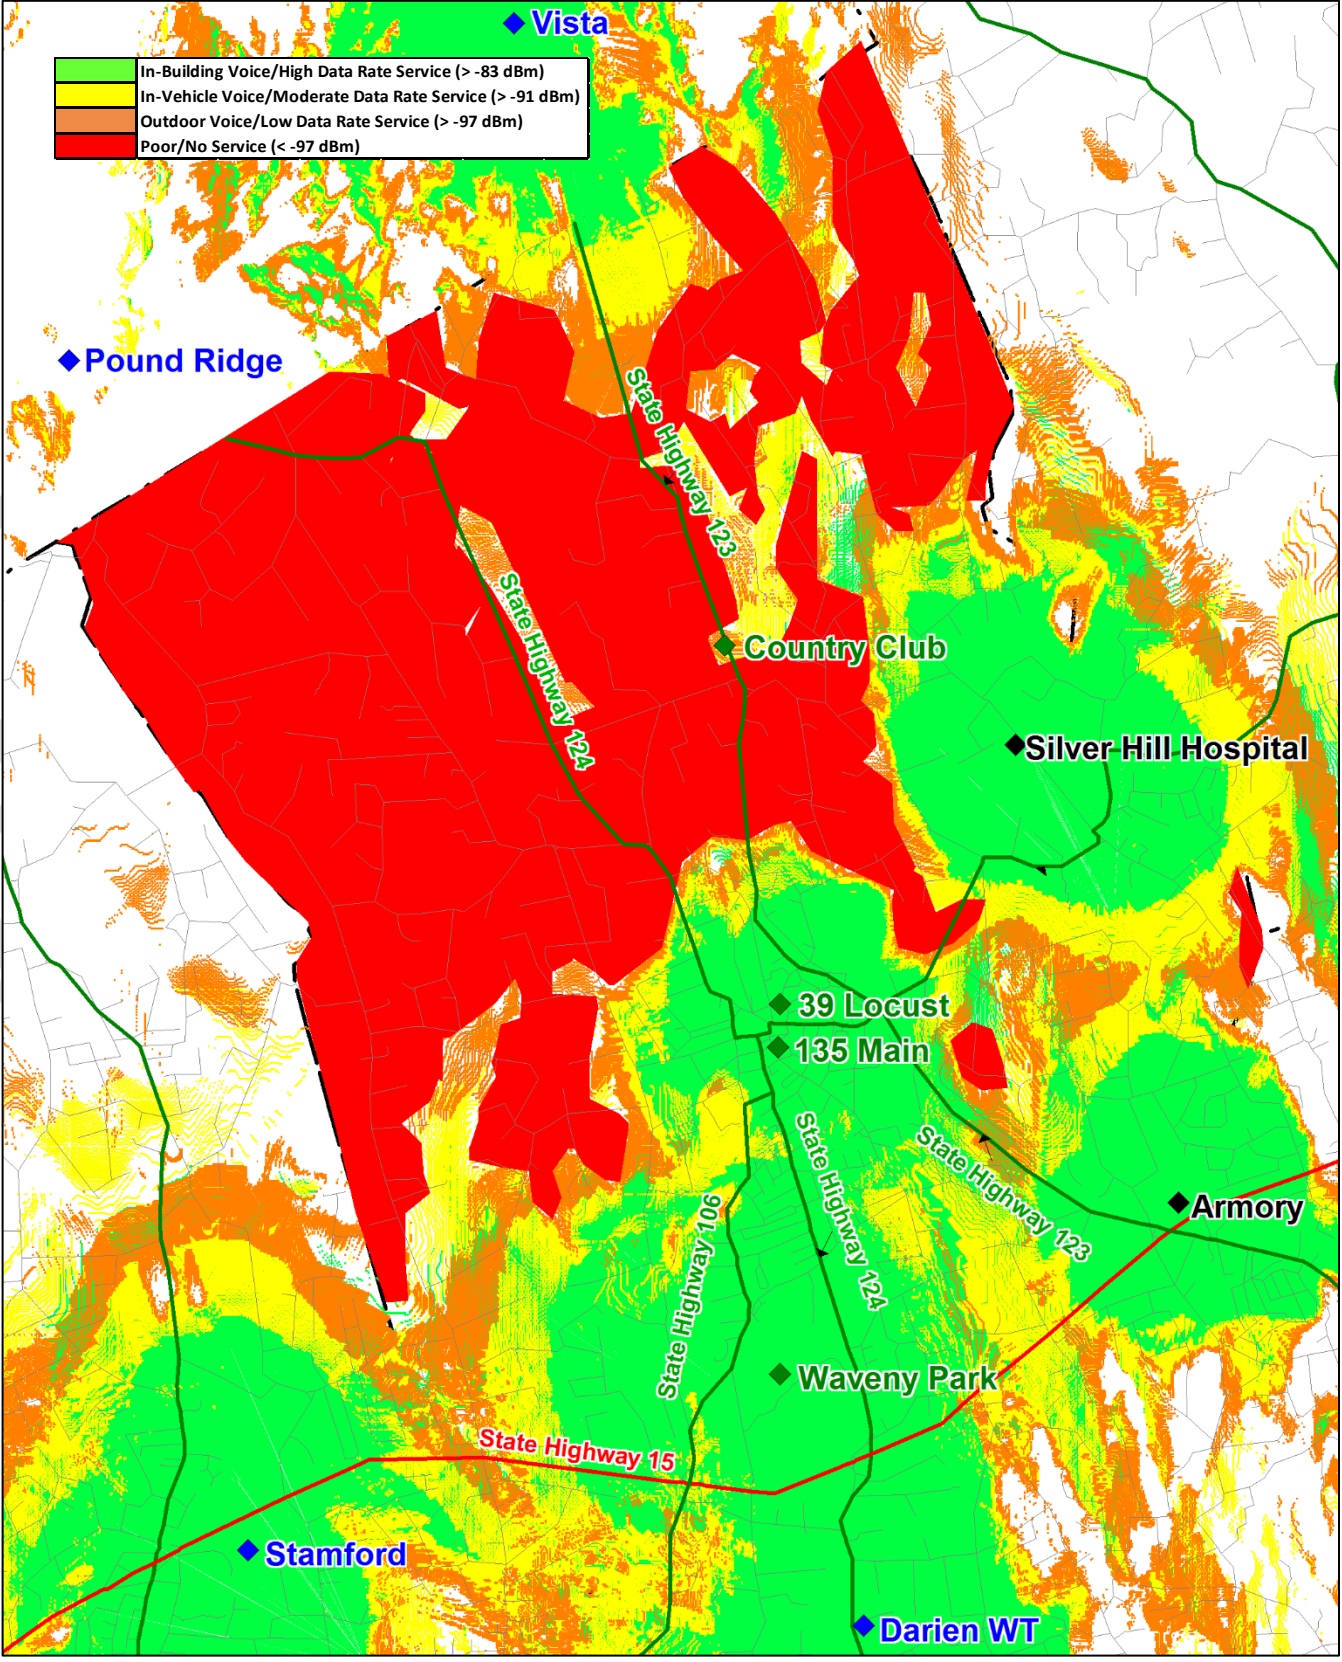 Vista
In-Building Voice/High Data Rate Service (> -83 dBm)
In-Vehicle Voice/Moderate Data Rate Service (> -91 dBm)
Outdoor Voice/Low Data Rate Service (> -97 dBm)
Poor/No Service (< -97 dBm)
Pound Ridge
State Highway 123
State Highway 124
Country Club
Silver Hill Hospital
39 Locust
135 Main
State Highway 124
State Highway 123
State Highway 106
Armory
Waveny Park
State Highway 15
Stamford
Darien WT